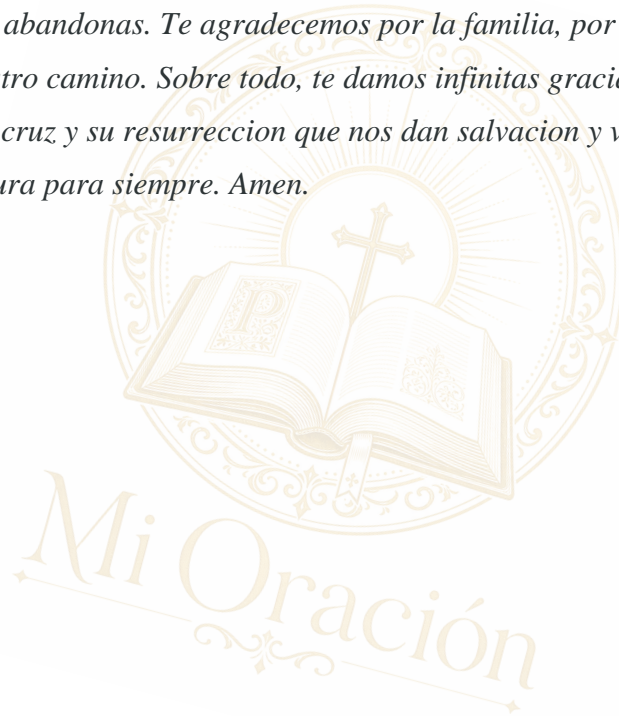 abandonas. Te agradecemos por la familia, por
tro camino. Sobre todo, te damos infinitas graci
cruz y su resurreccion que nos dan salvacion y v
ura para siempre. Amen.
P
Mi Oración